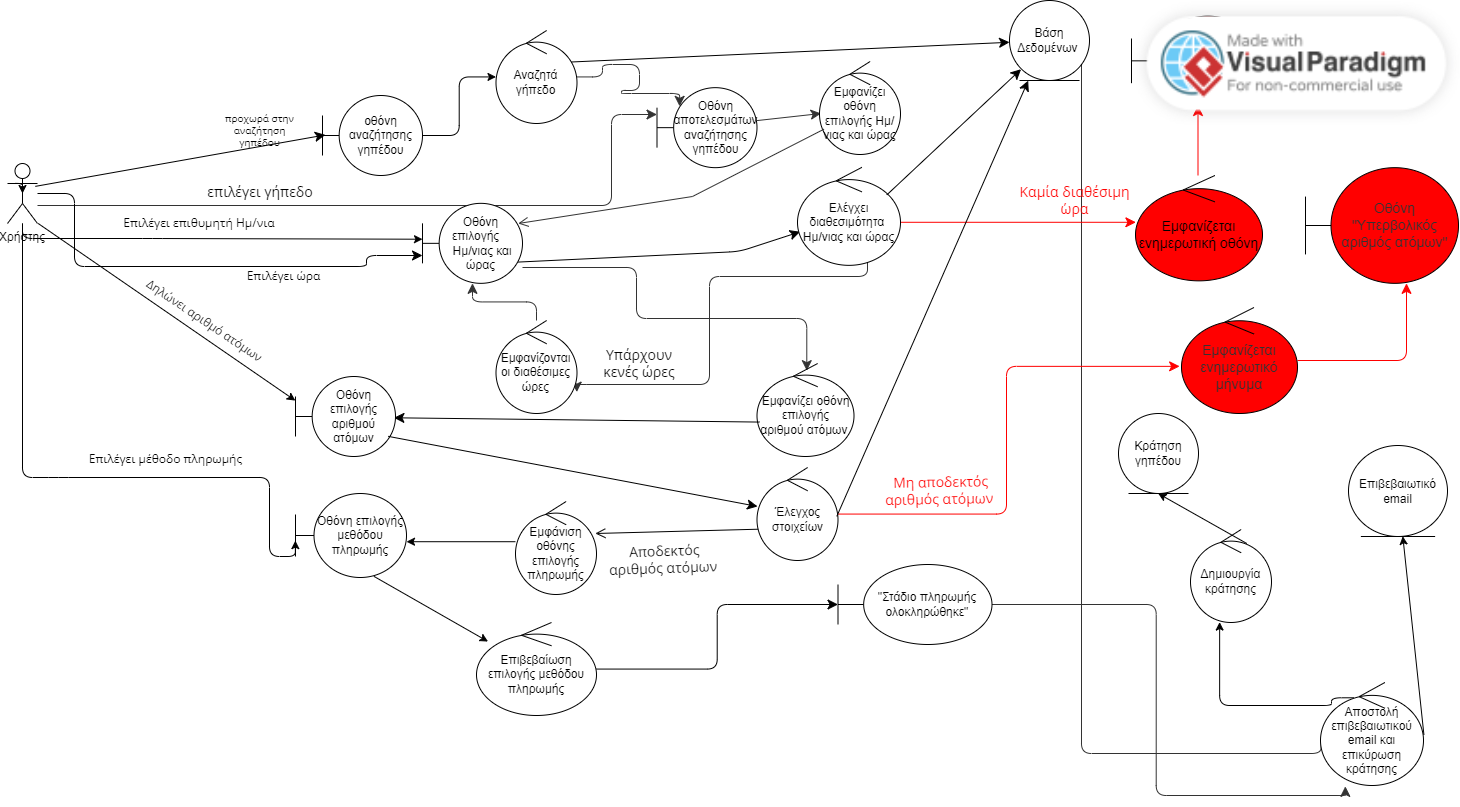 Βάση
Δεδομένων
Made with
Visual Paradigm
For non-commercial use
Αναζητά
γήπεδο
Εμφανίζει
οθόνη
επιλογής Ημ/
νιας και ώρας
Οθόνη
αποτελεσμάτων
αναζήτησης
γηπέδου
προχωρά στην
αναζήτηση
γηπέδου
οθόνη
αναζήτησης
γηπέδου
επιλέγει γήπεδο
Χρήστης
Επιλέγει επιθυμητή Ημ/νια
Επιλέγει ώρα
Οθόνη
επιλογής
Ημ/νιας και
ώρας
Ελέγχει
διαθεσιμότητα
Ημ/νιας και ώρας
Καμία διαθέσιμη
ώρα
Εμφανίζεται
ενημερωτική οθόνη
Οθόνη
"Υπερβολικός
αριθμός ατόμων"
Δηλώνει αριθμό ατόμων
Εμφανίζονται
οι διαθέσιμες
ώρες
Υπάρχουν
κενές ώρες
Εμφανίζεται
ενημερωτικό
μήνυμα
Οθόνη
επιλογής
αριθμού
ατόμων
Εμφανίζει οθόνη
επιλογής
αριθμού ατόμων
Επιλέγει μέθοδο πληρωμής
Κράτηση
γηπέδου
Επιβεβαιωτικό
email
Μη αποδεκτός
αριθμός ατόμων
Οθόνη επιλογής
μεθόδου
πληρωμής
Εμφάνιση
οθόνης
επιλογής
πληρωμής
Έλεγχος
στοιχείων
Αποδεκτός
αριθμός ατόμων
Δημιουργία
κράτησης
"Στάδιο πληρωμής
ολοκληρώθηκε"
Επιβεβαίωση
επιλογής μεθόδου
πληρωμής
Αποστολή
επιβεβαιωτικού
email και
επικύρωση
κράτησης